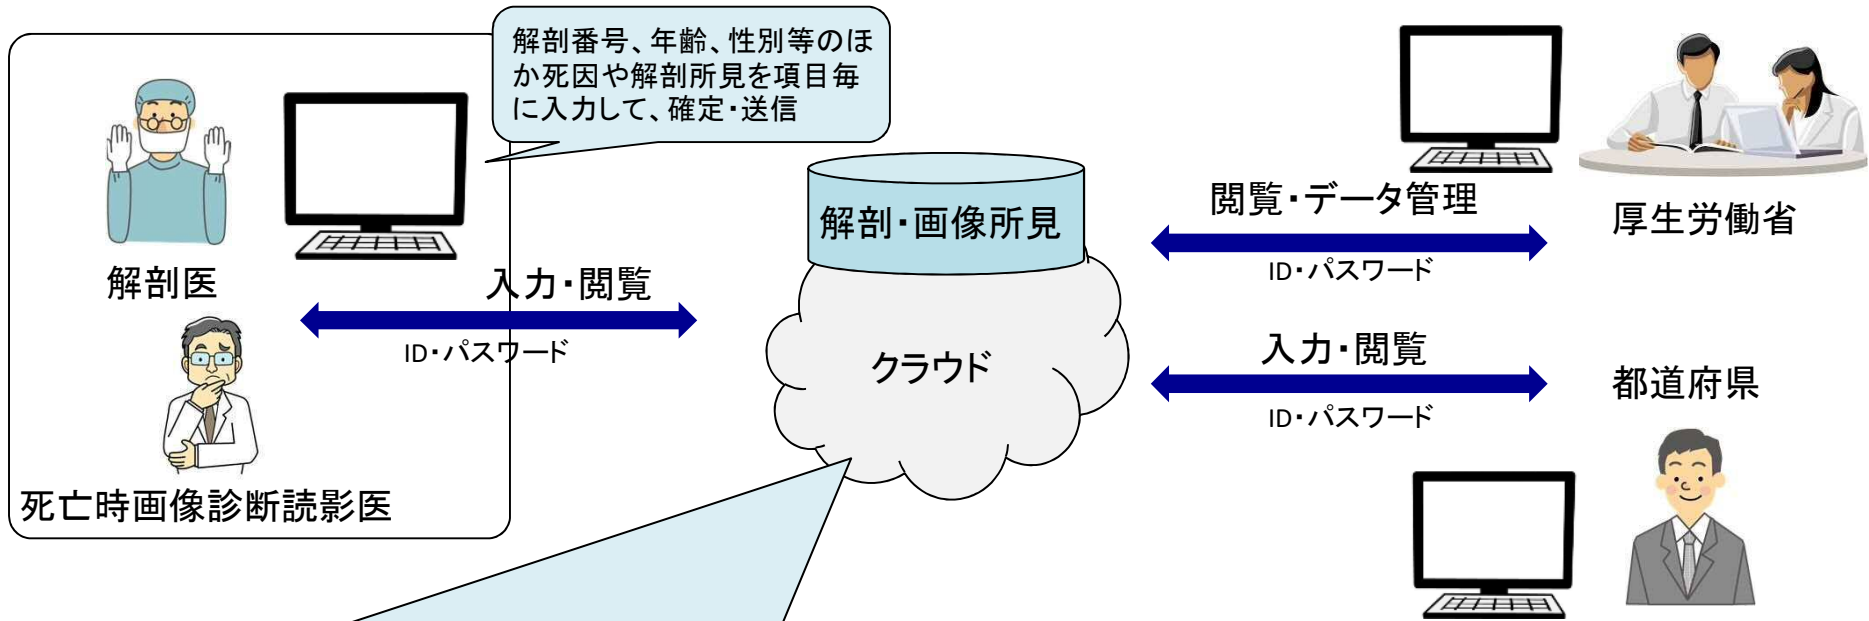 解剖番号、年齢、性別等のほ
か死因や解剖所見を項目毎
に入力して、確定・送信
解剖医
死亡時画像診断読影医
入力・閲覧
ID・パスワード
解剖・画像所見
クラウド
閲覧・データ管理
ID・パスワード
厚生労働省
入力・閲覧
ID・パスワード
都道府県